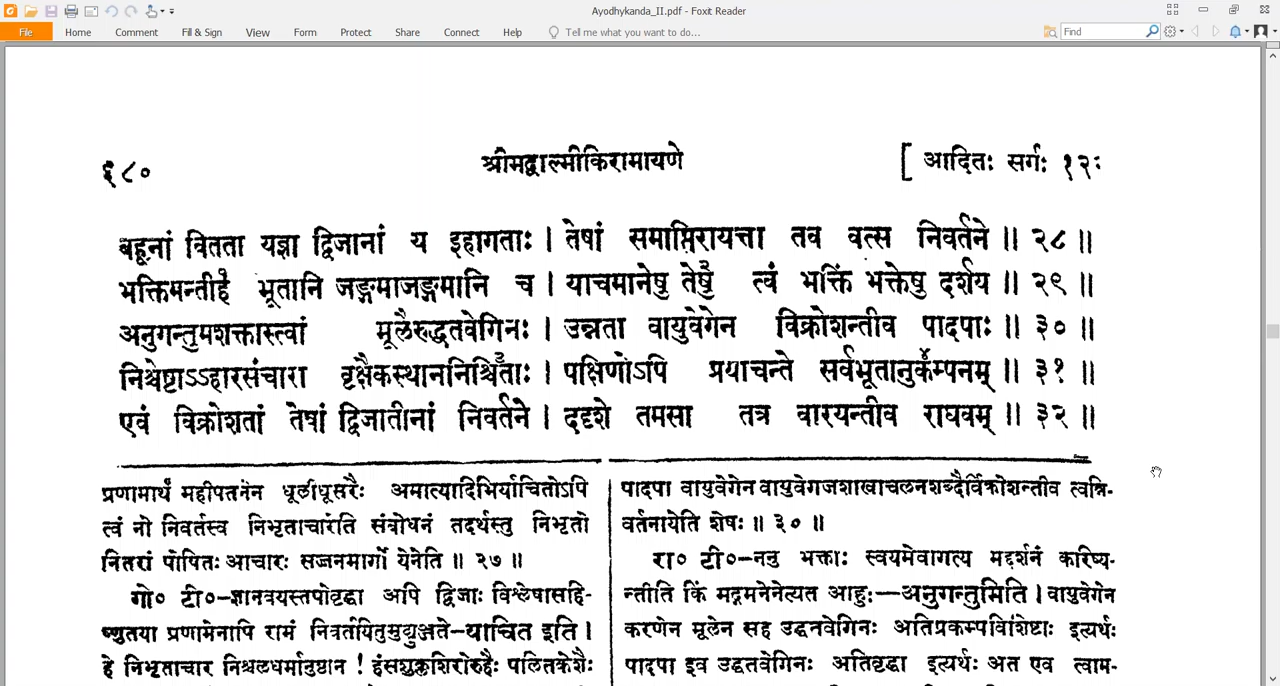 Ayodhykanda_II.pdf - Foxit Reader
File Home Comment Fill & Sign View Form Protect Share Connect Help Tell me what you want to do... Find
६८० श्रीमद्वाल्मीकिरामायणे [ आदितः सर्गः १२ः
बहूनां वितता यज्ञा द्विजानां य इहागताः । तेषां समाप्तिरायत्ता तव वत्स निवर्तने ॥ २८ ॥
भक्तिमन्तीह भूतानि जङ्गमाजङ्गमानि च । याचमानेषु तेषु त्वं भक्तिं भक्तेषु दर्शय ॥ २९ ॥
अनुगन्तुमशक्तास्त्वां मूलैरुद्धतवेगिनः । उन्नता वायुवेगेन विक्रोशन्तीव पादपाः ॥ ३० ॥
निश्चेष्टाऽऽहारसंचारा वृक्षैकस्थाननिश्चिताः । पक्षिणोऽपि प्रयाचन्ते सर्वभूतानुकम्पनम् ॥ ३१ ॥
एवं विक्रोशतां तेषां द्विजातीनां निवर्तने । ददृशे तमसा तत्र वारयन्तीव राघवम् ॥ ३२ ॥
प्रणामार्थं महीपतनेन धूलीधूसरैः अमात्यादिभिर्याचितोऽपि
त्वं नो निवर्तस्व निभृताचारेति संबोधनं तदर्थस्तु निभृतो
नितरां पोषितः आचारः सज्जनमार्गो येनेति ॥ २७ ॥
गो० टी०-ज्ञानवयस्तपोवृद्धा अपि द्विजाः विश्लेषासहि-
ष्णुतया प्रणामेनापि रामं निवर्तयितुमुद्युञ्जते-याचित इति ।
हे निभृताचार निश्चलधर्मानुष्ठान ! हंसशुक्लशिरोरुहैः पलितकेशैः
पादपा वायुवेगेन वायुवेगजशाखाचलनशब्दैर्विक्रोशन्तीव त्वन्नि-
वर्तनायेति शेषः ॥ ३० ॥
रा० टी०-ननु भक्ताः स्वयमेवागत्य मद्दर्शनं करिष्य-
न्तीति किं मद्गमनेनेत्यत आहुः—अनुगन्तुमिति । वायुवेगेन
करणेन मूलेन सह उद्धतवेगिनः अतिप्रकम्पविशिष्टाः इत्यर्थः
पादपा इव उद्धतवेगिनः अतिवृद्धा इत्यर्थः अत एव त्वाम-